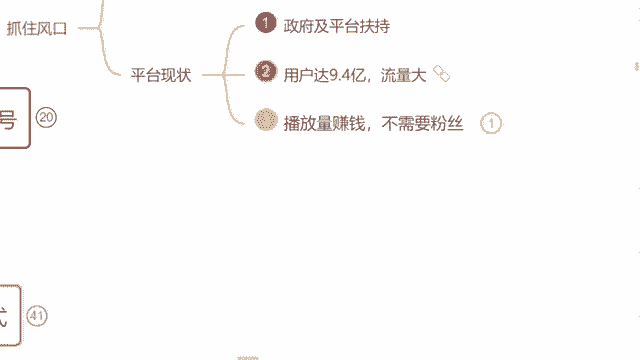 抓住风口
平台现状
1 政府及平台扶持
2 用户达9.4亿，流量大
播放量赚钱，不需要粉丝 1
号 20
41